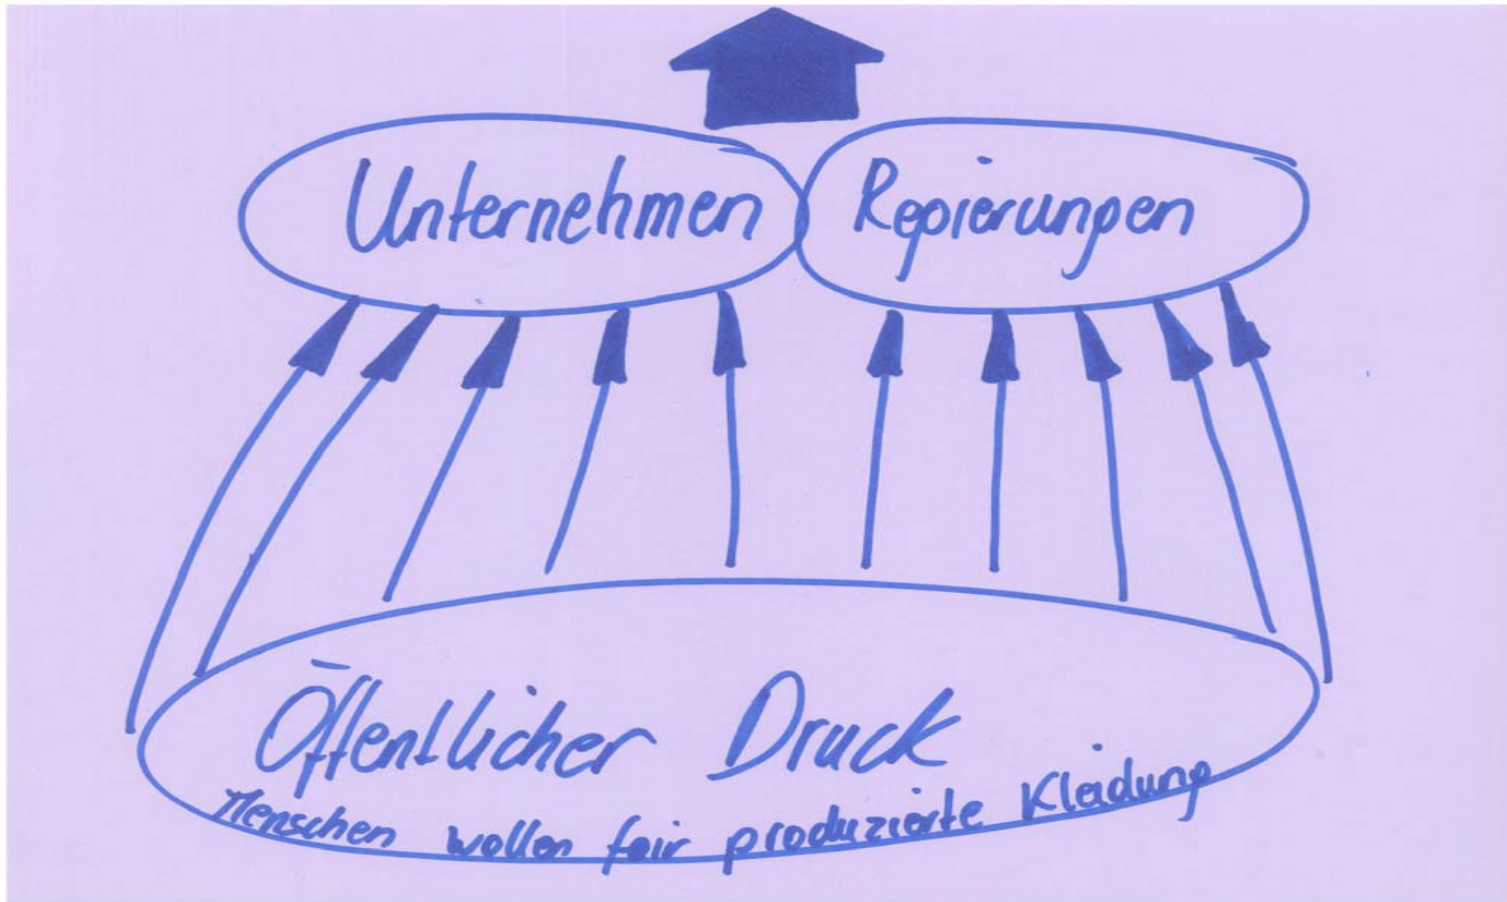 Unternehmen Regierungen
Öffentlicher Druck
Menschen wollen fair produzierte Kleidung